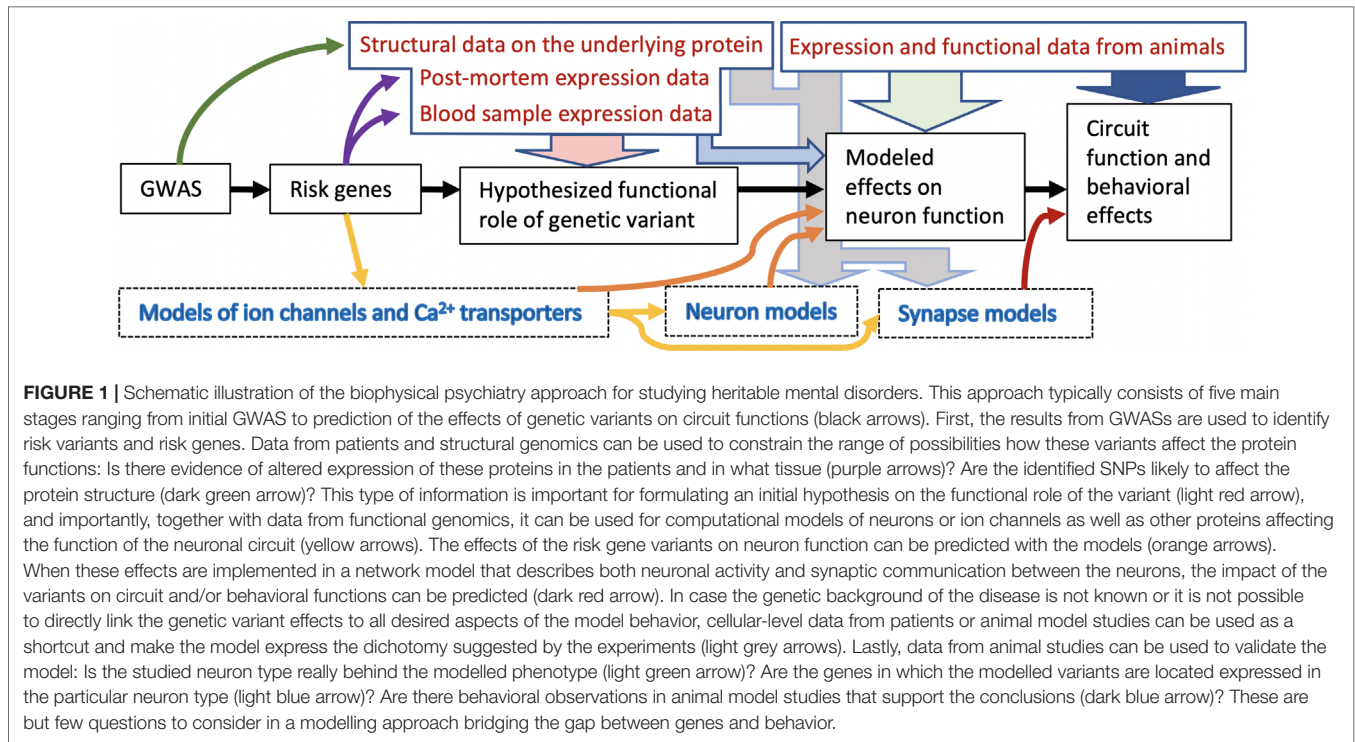 Structural data on the underlying protein
Post-mortem expression data
Blood sample expression data
Expression and functional data from animals
GWAS
Risk genes
Hypothesized functional
role of genetic variant
Modeled
effects on
neuron function
Circuit
function and
behavioral
effects
Models of ion channels and Ca²⁺ transporters
Neuron models
Synapse models
FIGURE 1 | Schematic illustration of the biophysical psychiatry approach for studying heritable mental disorders. This approach typically consists of five main
stages ranging from initial GWAS to prediction of the effects of genetic variants on circuit functions (black arrows). First, the results from GWASs are used to identify
risk variants and risk genes. Data from patients and structural genomics can be used to constrain the range of possibilities how these variants affect the protein
functions: Is there evidence of altered expression of these proteins in the patients and in what tissue (purple arrows)? Are the identified SNPs likely to affect the
protein structure (dark green arrow)? This type of information is important for formulating an initial hypothesis on the functional role of the variant (light red arrow),
and importantly, together with data from functional genomics, it can be used for computational models of neurons or ion channels as well as other proteins affecting
the function of the neuronal circuit (yellow arrows). The effects of the risk gene variants on neuron function can be predicted with the models (orange arrows).
When these effects are implemented in a network model that describes both neuronal activity and synaptic communication between the neurons, the impact of the
variants on circuit and/or behavioral functions can be predicted (dark red arrow). In case the genetic background of the disease is not known or it is not possible
to directly link the genetic variant effects to all desired aspects of the model behavior, cellular-level data from patients or animal model studies can be used as a
shortcut and make the model express the dichotomy suggested by the experiments (light grey arrows). Lastly, data from animal studies can be used to validate the
model: Is the studied neuron type really behind the modelled phenotype (light green arrow)? Are the genes in which the modelled variants are located expressed in
the particular neuron type (light blue arrow)? Are there behavioral observations in animal model studies that support the conclusions (dark blue arrow)? These are
but few questions to consider in a modelling approach bridging the gap between genes and behavior.